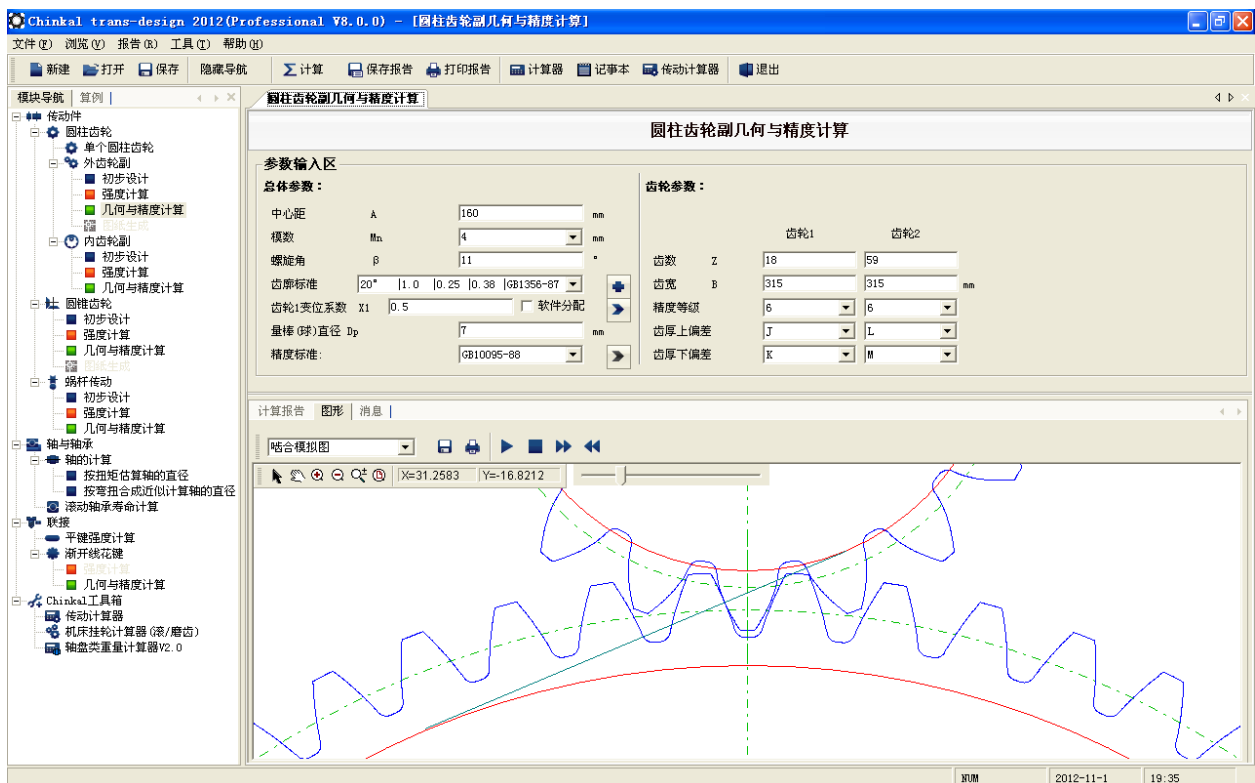 Chinkal trans-design 2012(Professional V8.0.0) - [圆柱齿轮副几何与精度计算]
文件(F) 浏览(V) 报告(R) 工具(T) 帮助(H)
新建 打开 保存 隐藏导航 计算 保存报告 打印报告 计算器 记事本 传动计算器 退出
模块导航 算例
传动件
圆柱齿轮
单个圆柱齿轮
外齿轮副
初步设计
强度计算
几何与精度计算
图纸生成
内齿轮副
初步设计
强度计算
几何与精度计算
圆锥齿轮
初步设计
强度计算
几何与精度计算
图纸生成
蜗杆传动
初步设计
强度计算
几何与精度计算
轴与轴承
轴的计算
按扭矩估算轴的直径
按弯扭合成近似计算轴的直径
滚动轴承寿命计算
联接
平键强度计算
渐开线花键
强度计算
几何与精度计算
Chinkal工具箱
传动计算器
机床挂轮计算器(滚/磨齿)
轴盘类重量计算器V2.0
圆柱齿轮副几何与精度计算
圆柱齿轮副几何与精度计算
参数输入区
总体参数:
中心距 A 160 mm
模数 Mn 4 mm
螺旋角 β 11 °
齿廓标准 20° |1.0 |0.25 |0.38 |GB1356-87
齿轮1变位系数 X1 0.5 软件分配
量棒(球)直径 Dp 7 mm
精度标准: GB10095-88
齿轮参数:
齿轮1 齿轮2
齿数 Z 18 59
齿宽 B 315 315 mm
精度等级 6 6
齿厚上偏差 J L
齿厚下偏差 K M
计算报告 图形 消息
啮合模拟图
X=31.2583 Y=-16.8212
NUM 2012-11-1 19:35